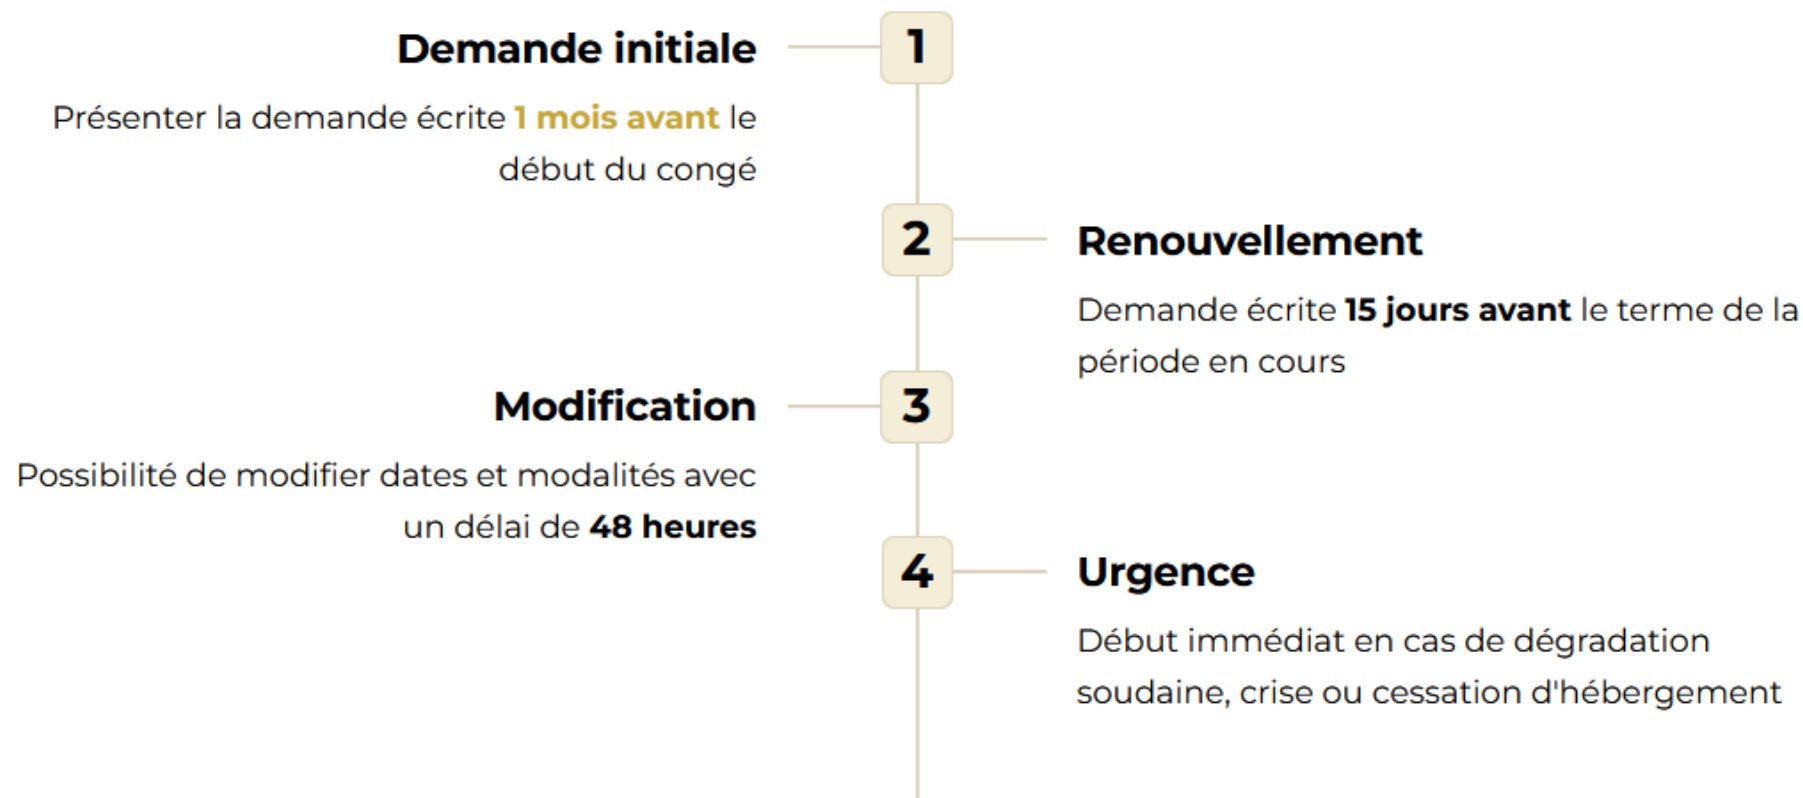 Demande initiale
1
Présenter la demande écrite 1 mois avant le
début du congé
2
Renouvellement
Demande écrite 15 jours avant le terme de la
période en cours
Modification
3
Possibilité de modifier dates et modalités avec
un délai de 48 heures
4
Urgence
Début immédiat en cas de dégradation
soudaine, crise ou cessation d'hébergement